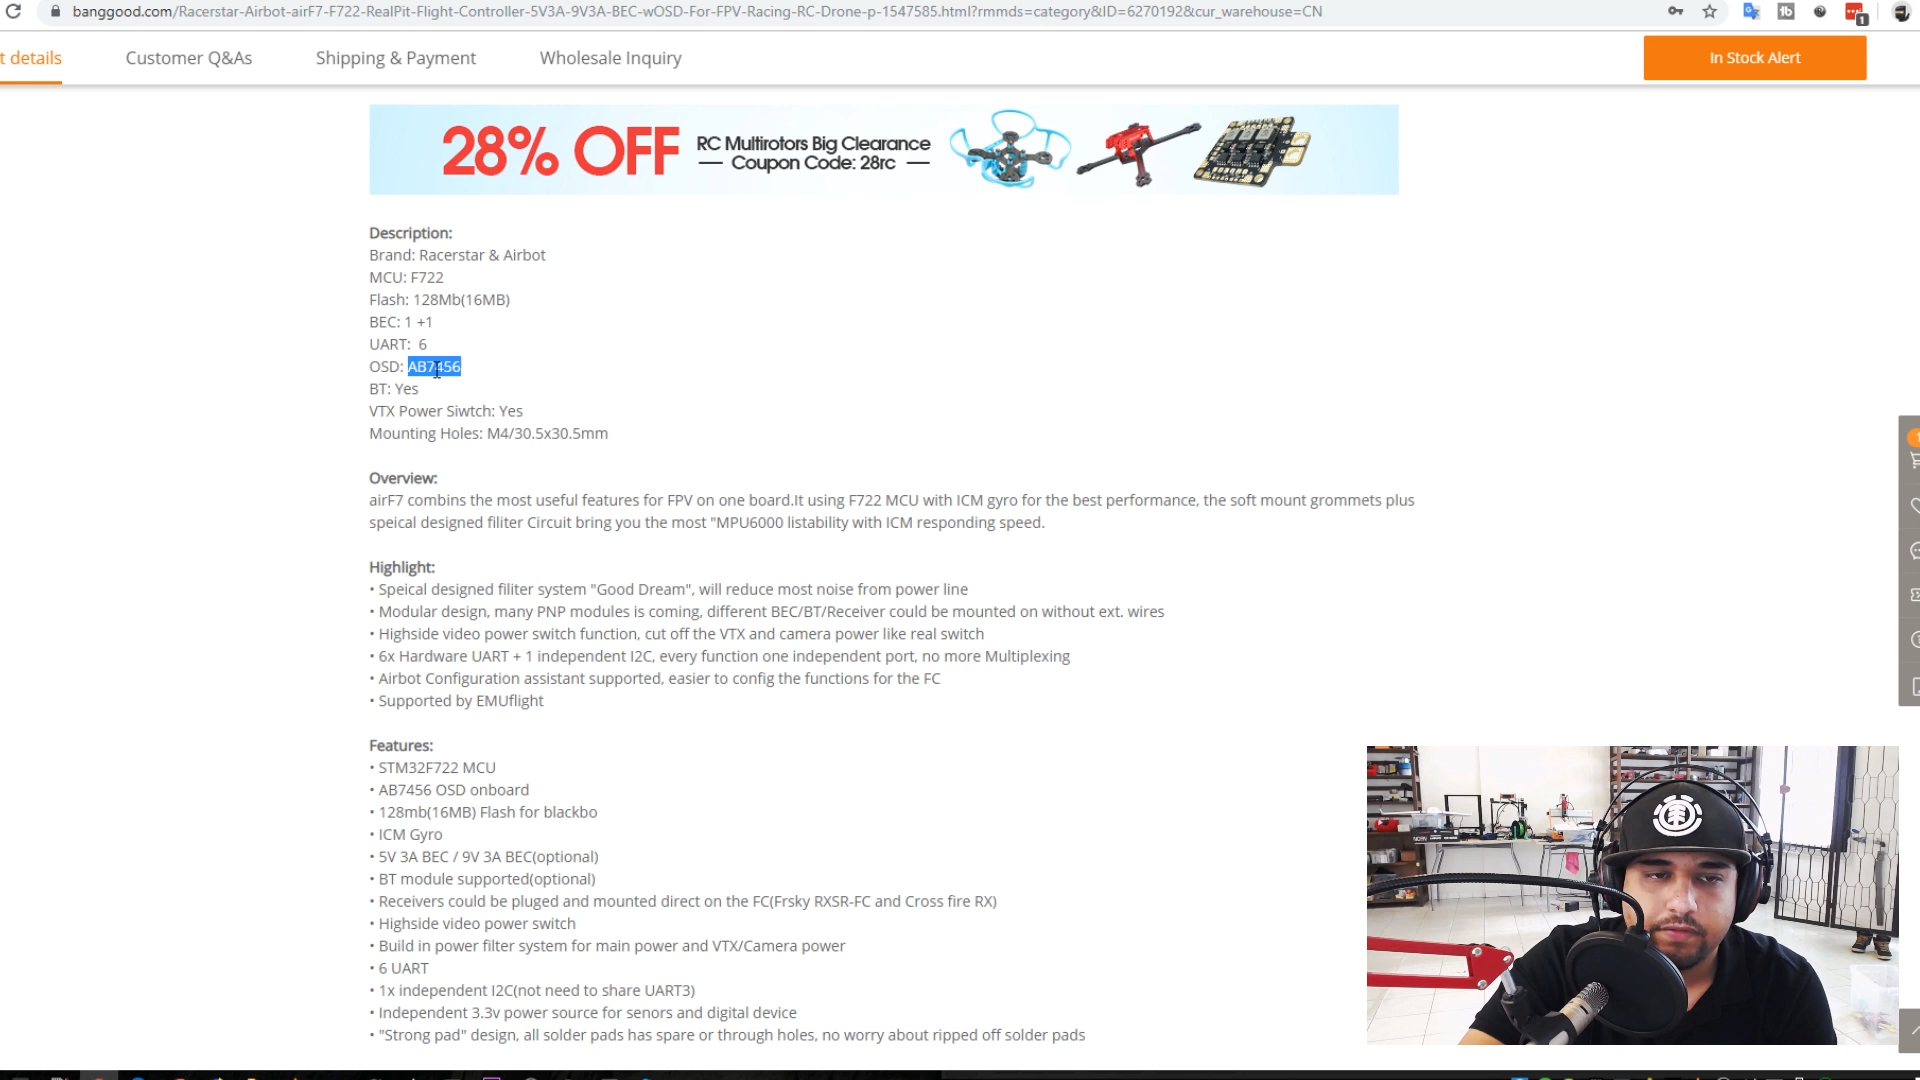 banggood.com/Racerstar-Airbot-airF7-F722-RealPit-Flight-Controller-5V3A-9V3A-BEC-wOSD-For-FPV-Racing-RC-Drone-p-1547585.html?rmmds=category&ID=6270192&cur_warehouse=CN
t details
Customer Q&As
Shipping & Payment
Wholesale Inquiry
In Stock Alert
28% OFF
RC Multirotors Big Clearance
Coupon Code: 28rc
Description:
Brand: Racerstar & Airbot
MCU: F722
Flash: 128Mb(16MB)
BEC: 1 +1
UART: 6
OSD: AB7456
BT: Yes
VTX Power Siwtch: Yes
Mounting Holes: M4/30.5x30.5mm
Overview:
airF7 combins the most useful features for FPV on one board.It using F722 MCU with ICM gyro for the best performance, the soft mount grommets plus
speical designed filiter Circuit bring you the most "MPU6000 listability with ICM responding speed.
Highlight:
• Speical designed filiter system "Good Dream", will reduce most noise from power line
• Modular design, many PNP modules is coming, different BEC/BT/Receiver could be mounted on without ext. wires
• Highside video power switch function, cut off the VTX and camera power like real switch
• 6x Hardware UART + 1 independent I2C, every function one independent port, no more Multiplexing
• Airbot Configuration assistant supported, easier to config the functions for the FC
• Supported by EMUflight
Features:
• STM32F722 MCU
• AB7456 OSD onboard
• 128mb(16MB) Flash for blackbo
• ICM Gyro
• 5V 3A BEC / 9V 3A BEC(optional)
• BT module supported(optional)
• Receivers could be pluged and mounted direct on the FC(Frsky RXSR-FC and Cross fire RX)
• Highside video power switch
• Build in power filter system for main power and VTX/Camera power
• 6 UART
• 1x independent I2C(not need to share UART3)
• Independent 3.3v power source for senors and digital device
• "Strong pad" design, all solder pads has spare or through holes, no worry about ripped off solder pads